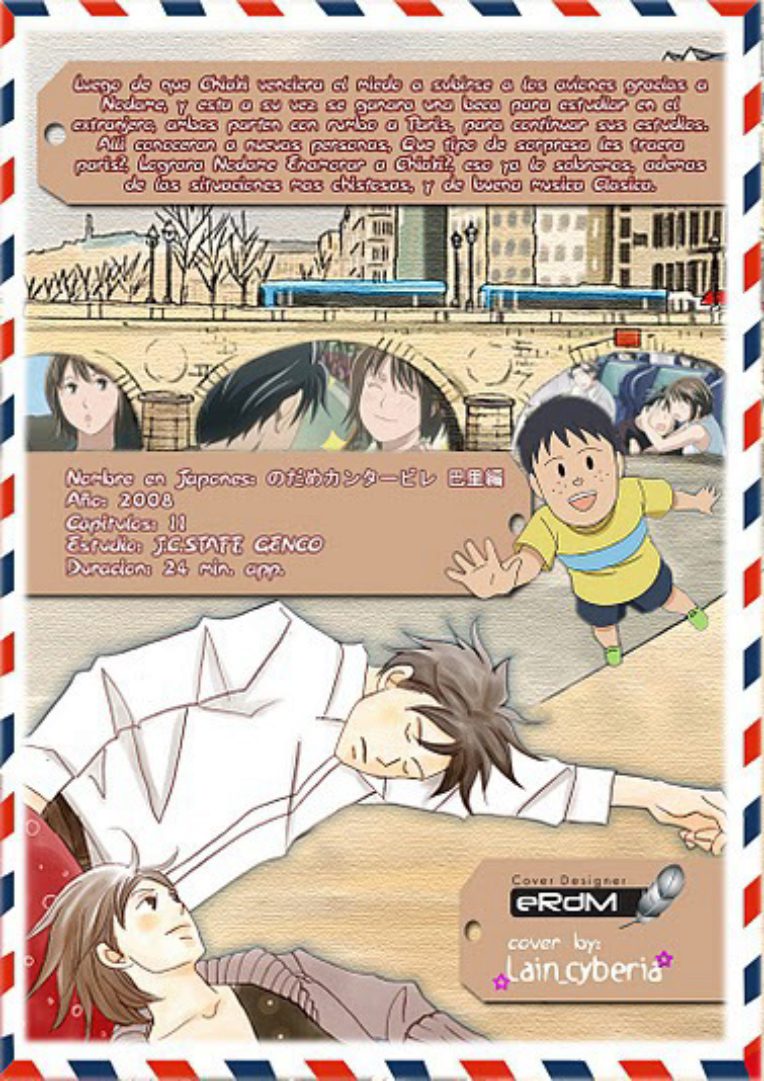 Luego de que Chiaki venciera el miedo a subirse a los aviones gracias a
Nodame, y esta a su vez se ganara una beca para estudiar en el
extranjero, ambos parten con rumbo a Paris, para continuar sus estudios.
Alli conoceran a nuevas personas, Que tipo de sorpresa les traera
paris?, Lograra Nodame Enamorar a Chiaki?, eso ya lo sabremos, ademas
de las situaciones mas chistosas, y de buena musica Clasica.
Nombre en Japones: のだめカンタービレ 巴里編
Año: 2008
Capitulos: 11
Estudio: J.C.STAFF, GENCO
Duracion: 24 min. app.
Cover Designer
eRdM
cover by:
Lain_cyberia